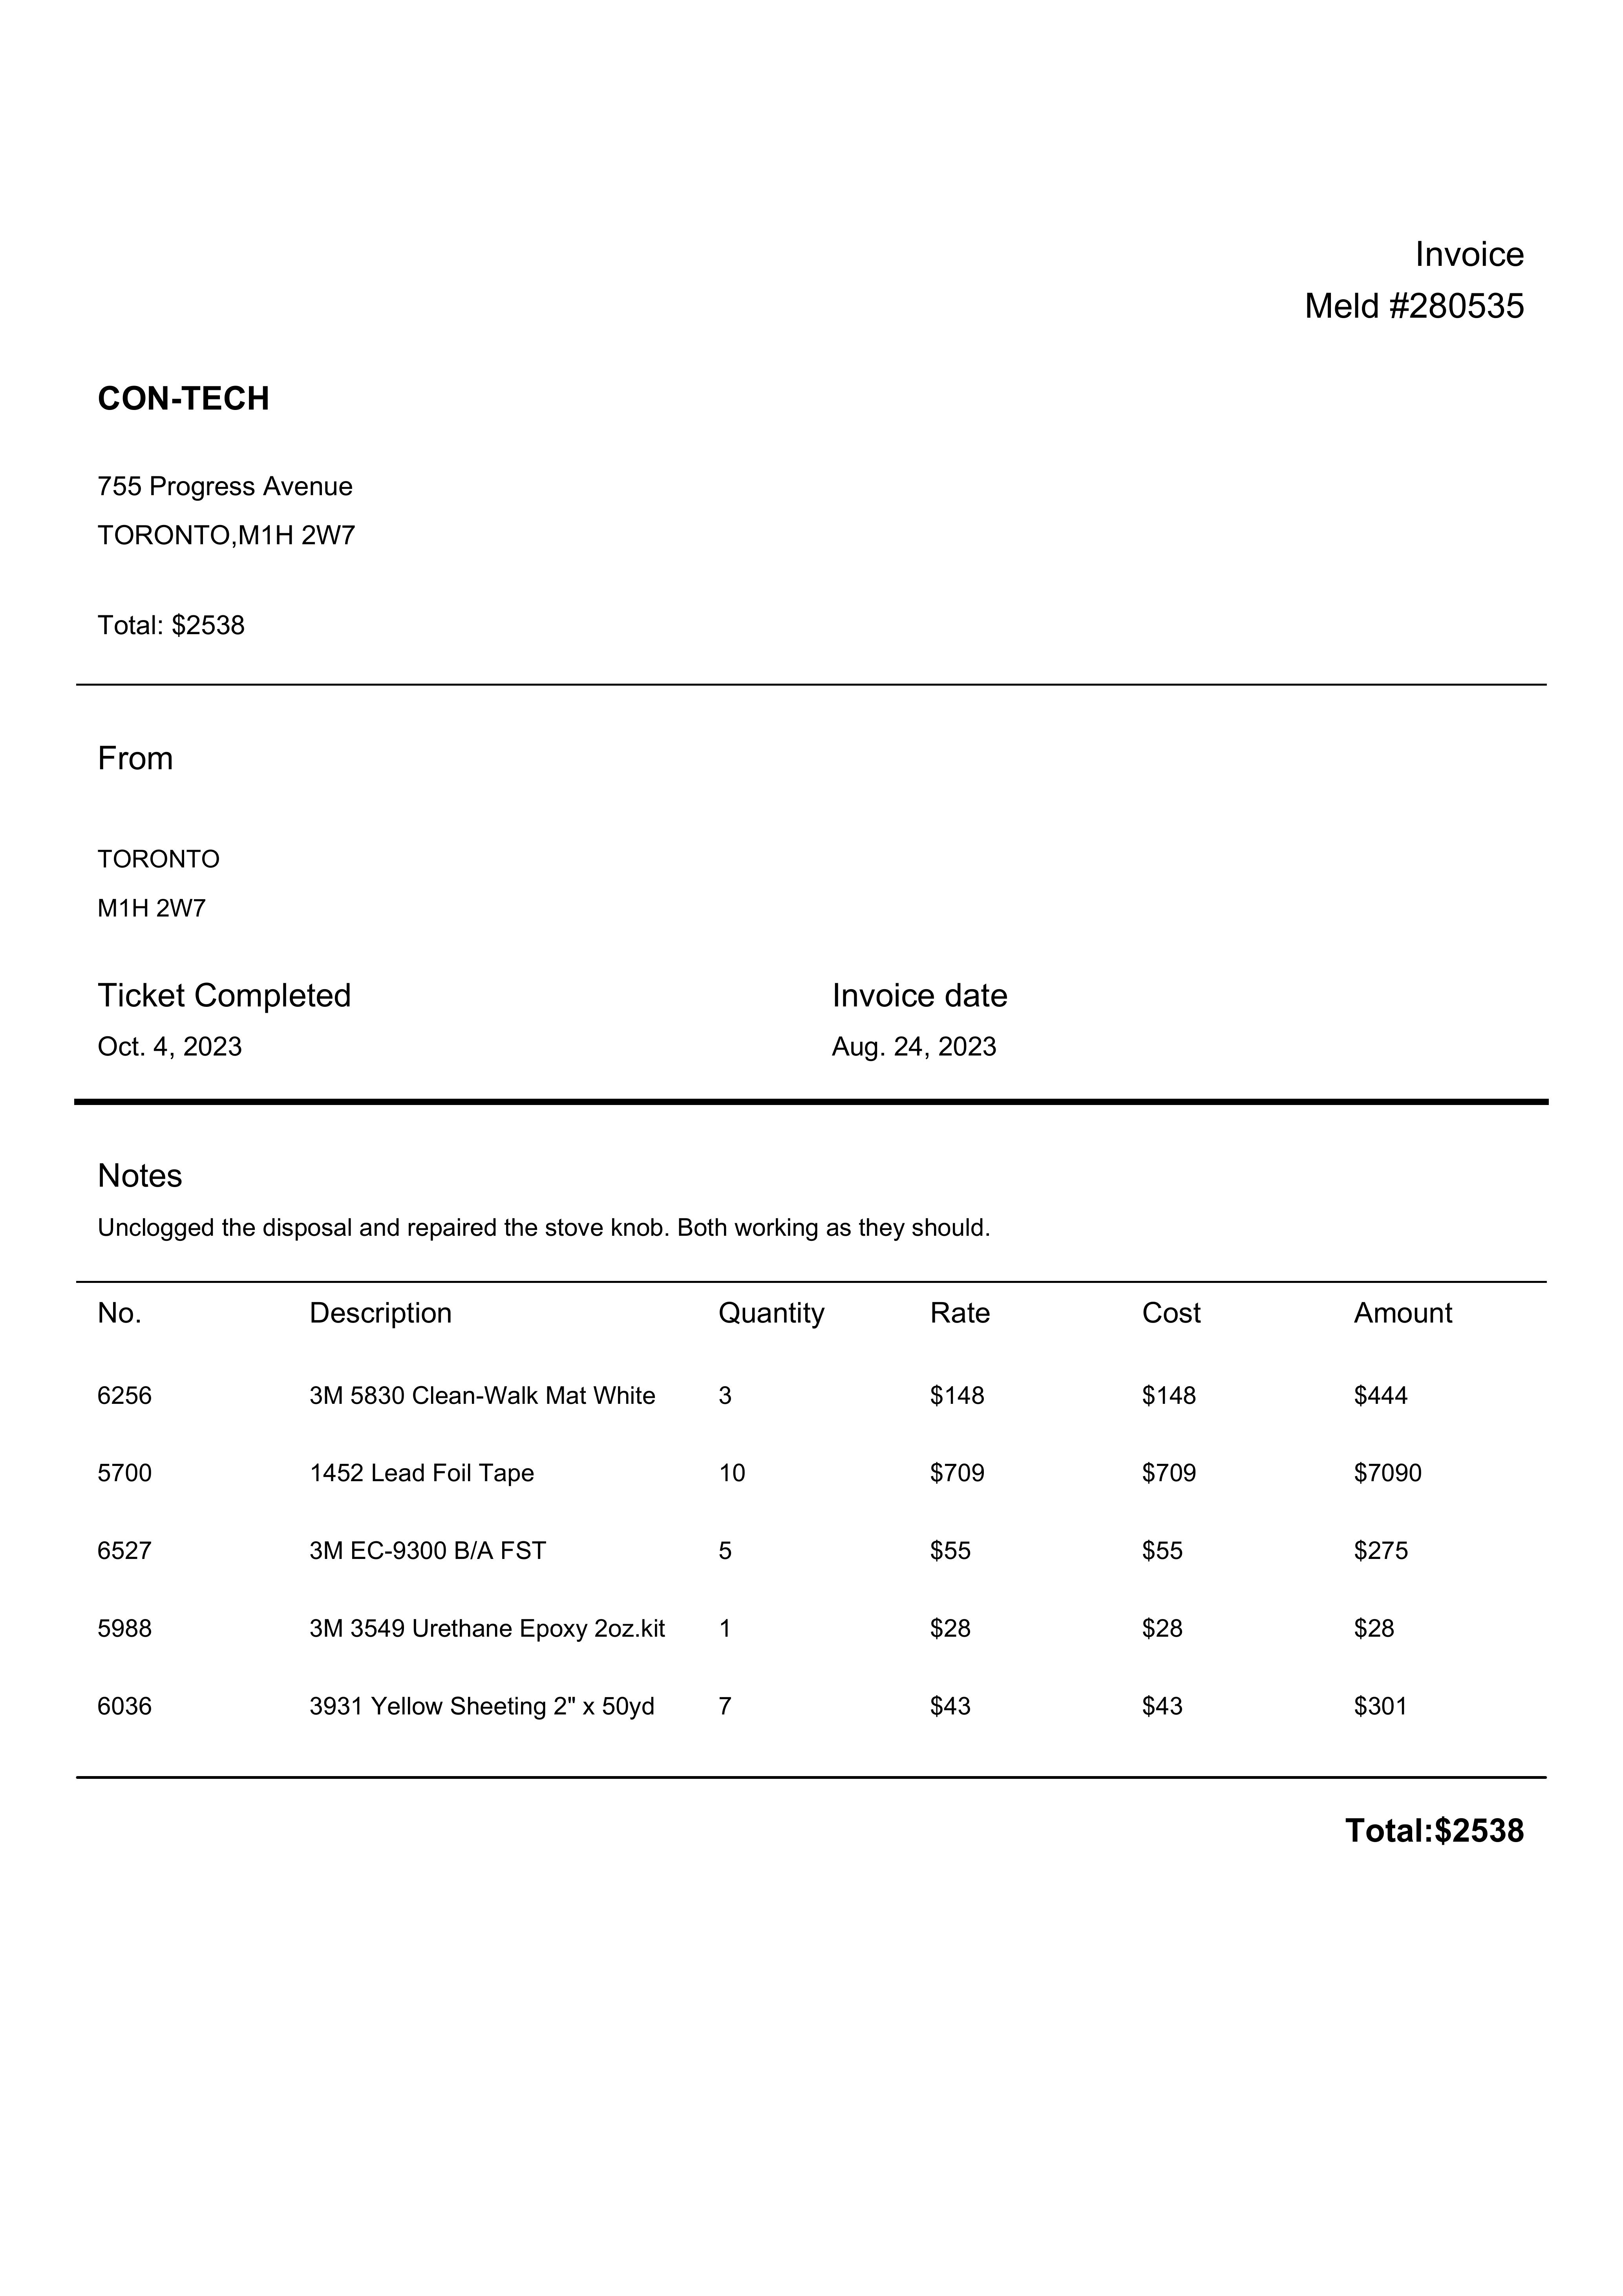 Invoice
Meld #280535
CON-TECH
755 Progress Avenue
TORONTO,M1H 2W7
Total: $2538
From
TORONTO
M1H 2W7
Ticket Completed Invoice date
Oct. 4, 2023 Aug. 24, 2023
Notes
Unclogged the disposal and repaired the stove knob. Both working as they should.
No. Description Quantity Rate Cost Amount
6256 3M 5830 Clean-Walk Mat White 3 $148 $148 $444
5700 1452 Lead Foil Tape 10 $709 $709 $7090
6527 3M EC-9300 B/A FST 5 $55 $55 $275
5988 3M 3549 Urethane Epoxy 2oz.kit 1 $28 $28 $28
6036 3931 Yellow Sheeting 2" x 50yd 7 $43 $43 $301
Total:$2538